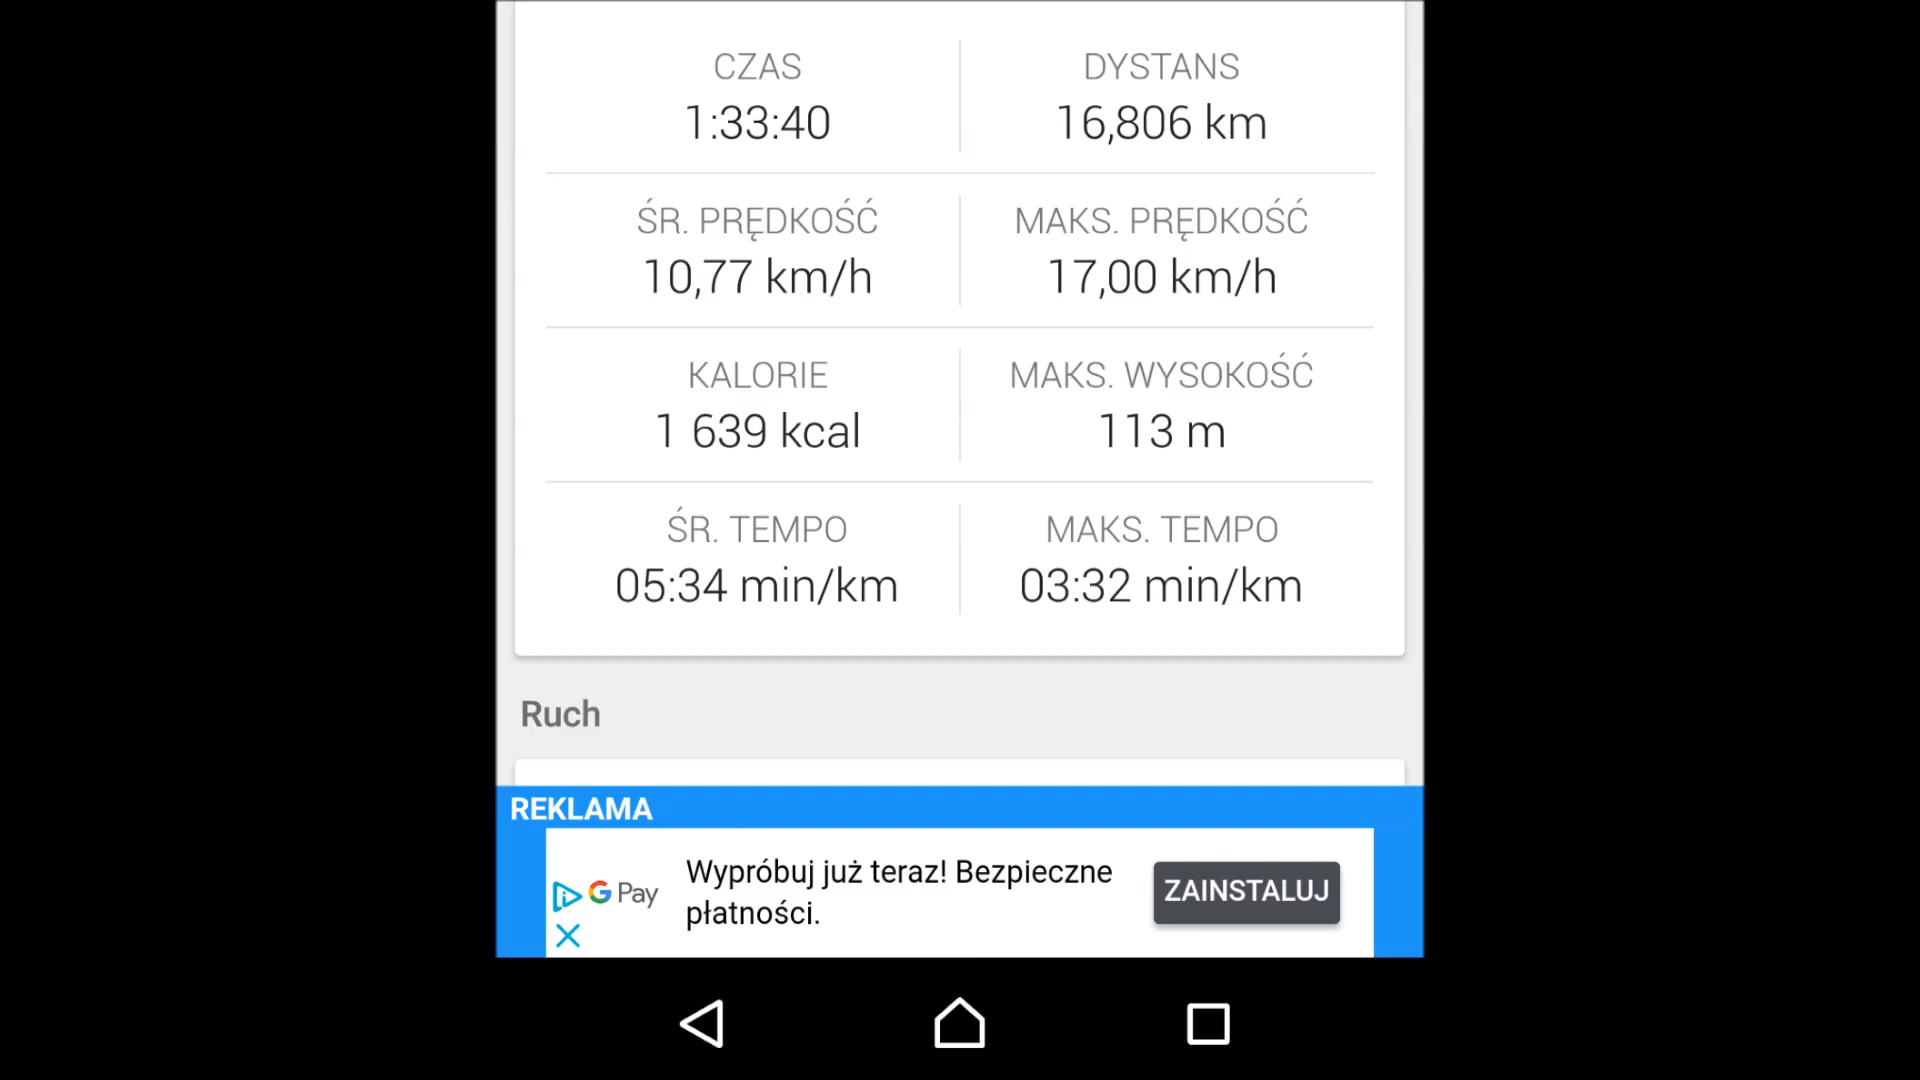 CZAS
1:33:40
DYSTANS
16,806 km
ŚR. PRĘDKOŚĆ
10,77 km/h
MAKS. PRĘDKOŚĆ
17,00 km/h
KALORIE
1 639 kcal
MAKS. WYSOKOŚĆ
113 m
ŚR. TEMPO
05:34 min/km
MAKS. TEMPO
03:32 min/km
Ruch
REKLAMA
G Pay
Wypróbuj już teraz! Bezpieczne
płatności.
ZAINSTALUJ